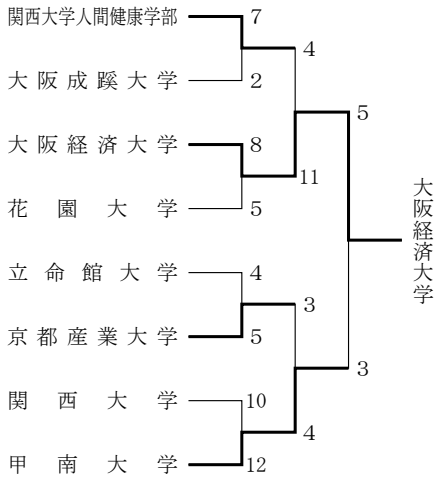 関西大学人間健康学部 7
4
大阪成蹊大学 2
5
大阪経済大学 8
11
花園大学 5
大阪経済大学
立命館大学 4
3
京都産業大学 5
3
関西大学 10
4
甲南大学 12